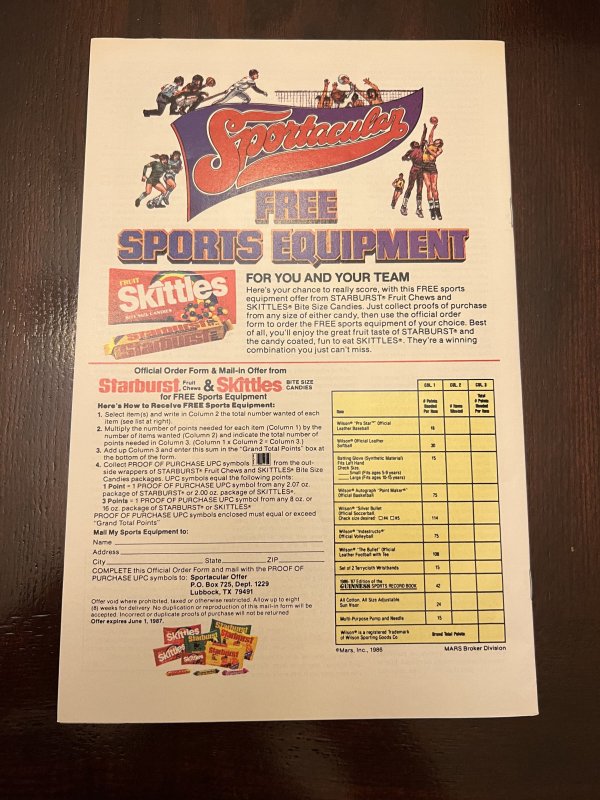 Sportacular
FREE
SPORTS EQUIPMENT
FRUIT
Skittles
BITE SIZE CANDIES
Starburst
Starburst
FOR YOU AND YOUR TEAM
Here's your chance to really score, with this FREE sports
equipment offer from STARBURST® Fruit Chews and
SKITTLES® Bite Size Candies. Just collect proofs of purchase
from any size of either candy, then use the official order
form to order the FREE sports equipment of your choice. Best
of all, you'll enjoy the great fruit taste of STARBURST® and
the candy coated, fun to eat SKITTLES®. They're a winning
combination you just can't miss.
Official Order Form & Mail-in Offer from
Starburst Fruit Chews & Skittles BITE SIZE CANDIES
for FREE Sports Equipment
Here's How to Receive FREE Sports Equipment:
1. Select item(s) and write in Column 2 the total number wanted of each
item (see list at right).
2. Multiply the number of points needed for each item (Column 1) by the
number of items wanted (Column 2) and indicate the total number of
points needed in Column 3. (Column 1 x Column 2 = Column 3.)
3. Add up Column 3 and enter this sum in the "Grand Total Points" box at
the bottom of the form.
4. Collect PROOF OF PURCHASE UPC symbols from the out-
side wrappers of STARBURST® Fruit Chews and SKITTLES® Bite Size
Candies packages. UPC symbols equal the following points:
1 Point = 1 PROOF OF PURCHASE UPC symbol from any 2.07 oz.
package of STARBURST® or 2.00 oz. package of SKITTLES®.
3 Points = 1 PROOF OF PURCHASE UPC symbol from any 8 oz. or
16 oz. package of STARBURST® or SKITTLES®.
PROOF OF PURCHASE UPC symbols enclosed must equal or exceed
"Grand Total Points"
Mail My Sports Equipment to:
Name
Address
City State ZIP
COMPLETE this Official Order Form and mail with the PROOF OF
PURCHASE UPC symbols to: Sportacular Offer
P.O. Box 725, Dept. 1229
Lubbock, TX 79491
Offer void where prohibited, taxed or otherwise restricted. Allow up to eight
(8) weeks for delivery. No duplication or reproduction of this mail-in form will be
accepted. Incorrect or duplicate proofs of purchase will not be returned
Offer expires June 1, 1987.
Skittles
Starburst
Skittles
Starburst
COL. 1 COL. 2 COL. 3
Item # Points Needed Per Item # Items Wanted Total # Points Needed Per Item
Wilson® "Pro Star™" Official
Leather Baseball
Wilson® Official Leather
Softball 30
Batting Glove (Synthetic Material) 15
Fits Left Hand
Check Size
Small (Fits ages 5-9 years)
Large (Fits ages 10-15 years)
Wilson® Autograph "Point Maker®"
Official Basketball 75
Wilson® "Silver Bullet
Official Soccerball
Check size desired #4 #5 114
Wilson® "Indestructo®"
Official Volleyball 75
Wilson® "The Bullet" Official
Leather Football with Tee 108
Set of 2 Terrycloth Wristbands 15
1986-'87 Edition of the
GUINNESS SPORTS RECORD BOOK 42
All Cotton, All Size Adjustable
Sun Visor 24
Multi-Purpose Pump and Needle 15
Wilson® is a registered Trademark
of Wilson Sporting Goods Co Grand Total Points
©Mars, Inc., 1986 MARS Broker Division